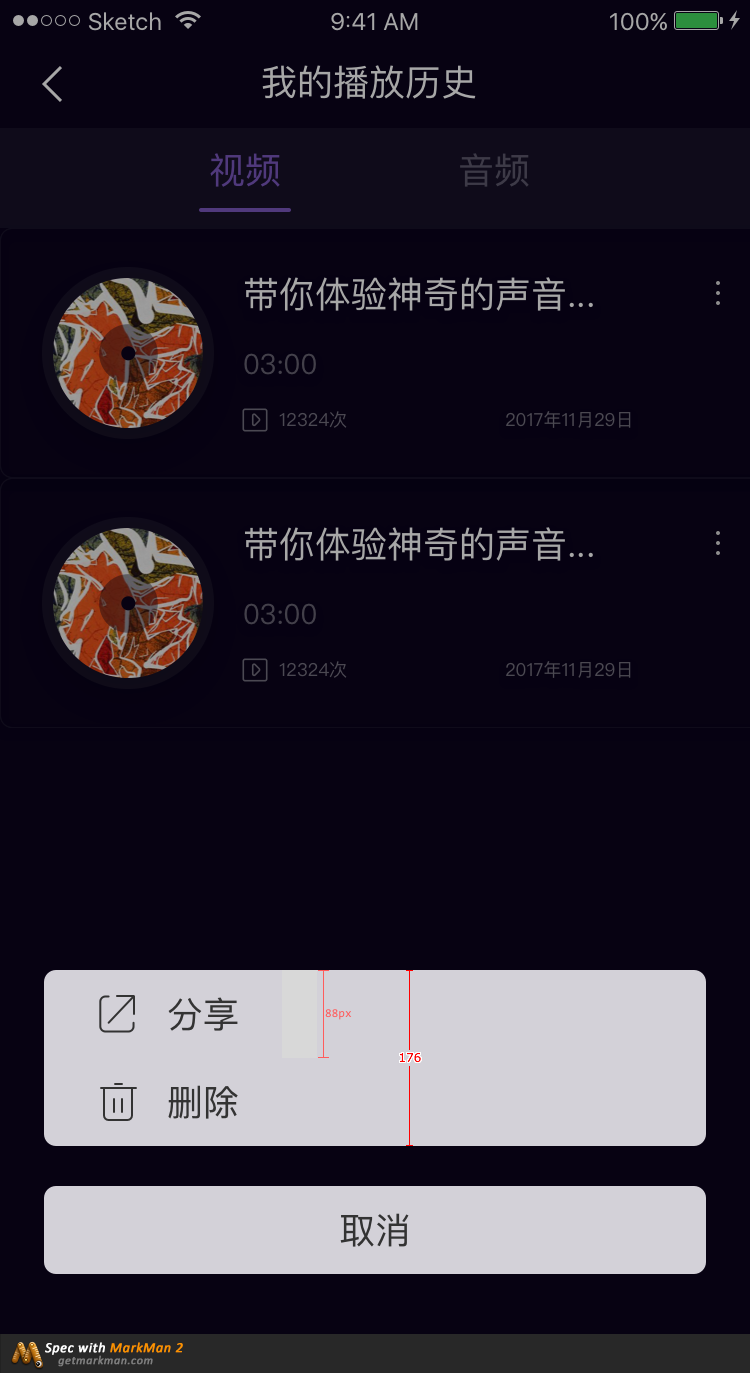 Sketch 9:41 AM 100%
我的播放历史
视频 音频
带你体验神奇的声音...
03:00
12324次 2017年11月29日
带你体验神奇的声音...
03:00
12324次 2017年11月29日
分享 88px
176
删除
取消
Spec with MarkMan 2
getmarkman.com